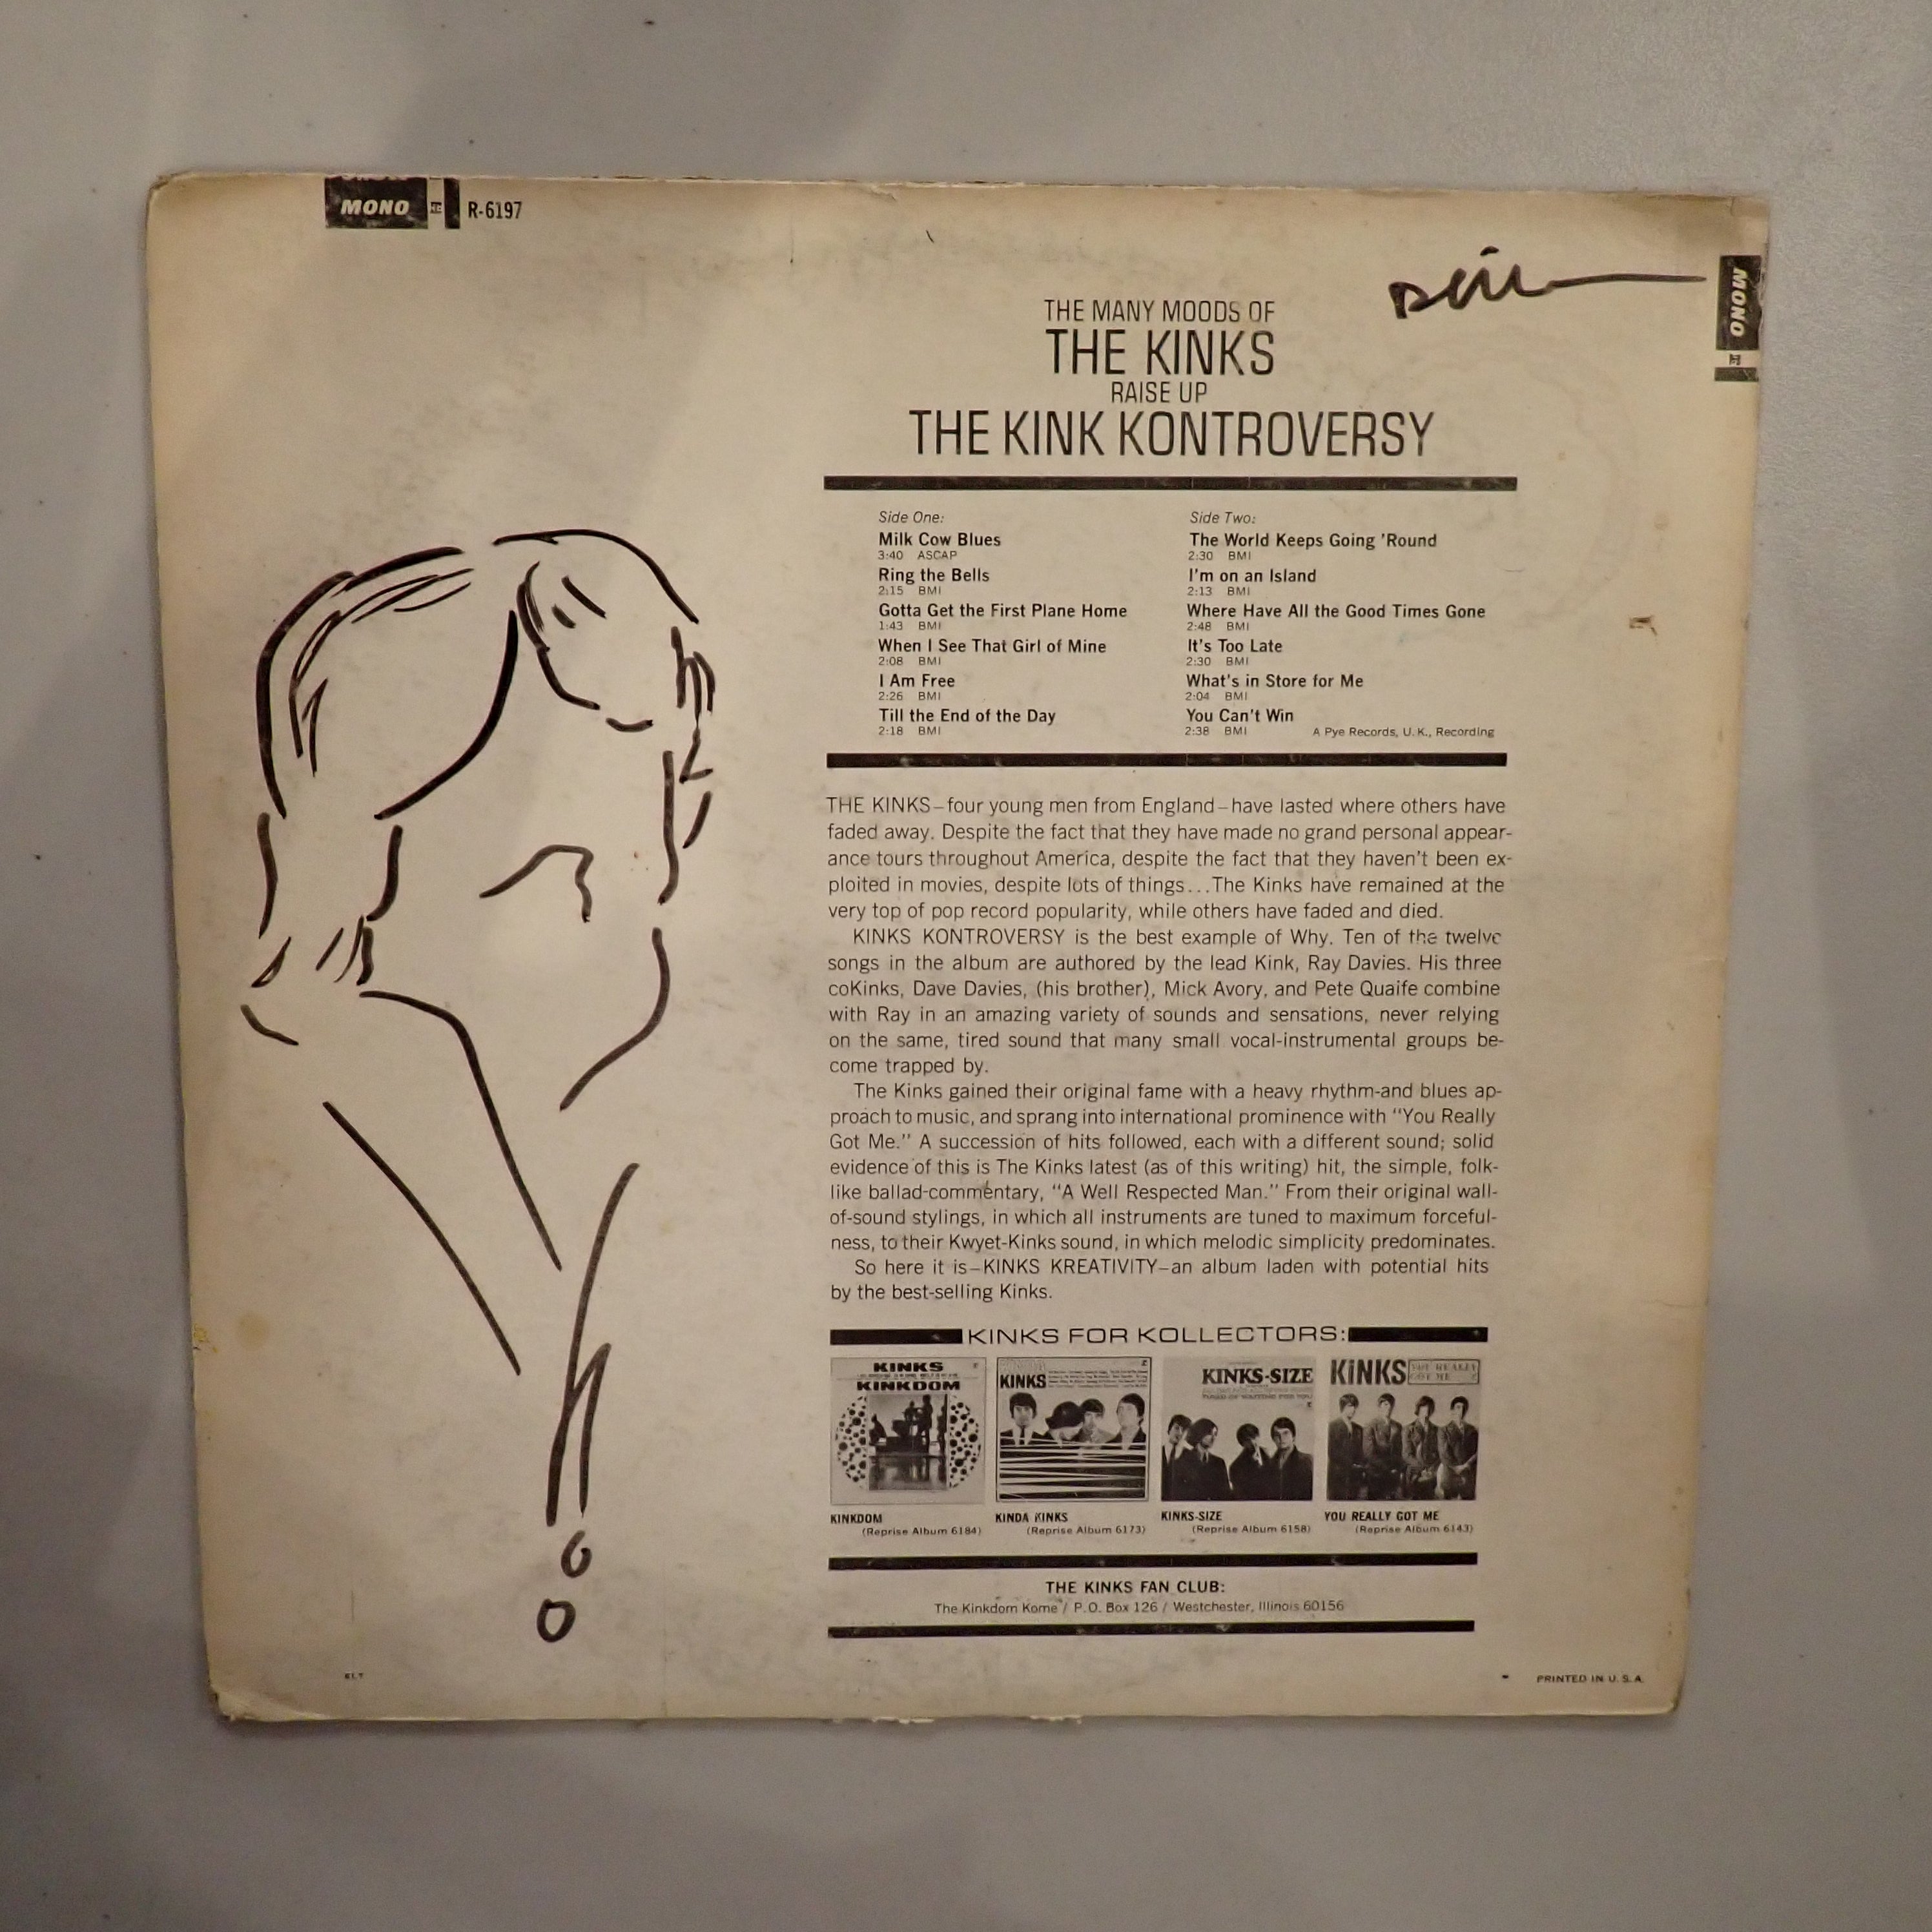 MONO R-6197
MONO
THE MANY MOODS OF
THE KINKS
RAISE UP
THE KINK KONTROVERSY
Side One:
Milk Cow Blues
3:40 ASCAP
Ring the Bells
2:15 BMI
Gotta Get the First Plane Home
1:43 BMI
When I See That Girl of Mine
2:08 BMI
I Am Free
2:26 BMI
Till the End of the Day
2:18 BMI
Side Two:
The World Keeps Going 'Round
2:30 BMI
I'm on an Island
2:13 BMI
Where Have All the Good Times Gone
2:48 BMI
It's Too Late
2:30 BMI
What's in Store for Me
2:04 BMI
You Can't Win
2:38 BMI
A Pye Records, U. K., Recording
THE KINKS–four young men from England–have lasted where others have
faded away. Despite the fact that they have made no grand personal appear-
ance tours throughout America, despite the fact that they haven't been ex-
ploited in movies, despite lots of things...The Kinks have remained at the
very top of pop record popularity, while others have faded and died.
KINKS KONTROVERSY is the best example of Why. Ten of the twelve
songs in the album are authored by the lead Kink, Ray Davies. His three
coKinks, Dave Davies, (his brother), Mick Avory, and Pete Quaife combine
with Ray in an amazing variety of sounds and sensations, never relying
on the same, tired sound that many small vocal-instrumental groups be-
come trapped by.
The Kinks gained their original fame with a heavy rhythm-and blues ap-
proach to music, and sprang into international prominence with "You Really
Got Me." A succession of hits followed, each with a different sound; solid
evidence of this is The Kinks latest (as of this writing) hit, the simple, folk-
like ballad-commentary, "A Well Respected Man." From their original wall-
of-sound stylings, in which all instruments are tuned to maximum forceful-
ness, to their Kwyet-Kinks sound, in which melodic simplicity predominates.
So here it is–KINKS KREATIVITY–an album laden with potential hits
by the best-selling Kinks.
KINKS FOR KOLLECTORS:
KINKS
KINKDOM
KINKS
KINKS-SIZE
KINKS YOU REALLY
GOT ME
KINKDOM
(Reprise Album 6184)
KINDA KINKS
(Reprise Album 6173)
KINKS-SIZE
(Reprise Album 6158)
YOU REALLY GOT ME
(Reprise Album 6143)
THE KINKS FAN CLUB:
The Kinkdom Kome / P.O. Box 126 / Westchester, Illinois 60156
PRINTED IN U. S. A.